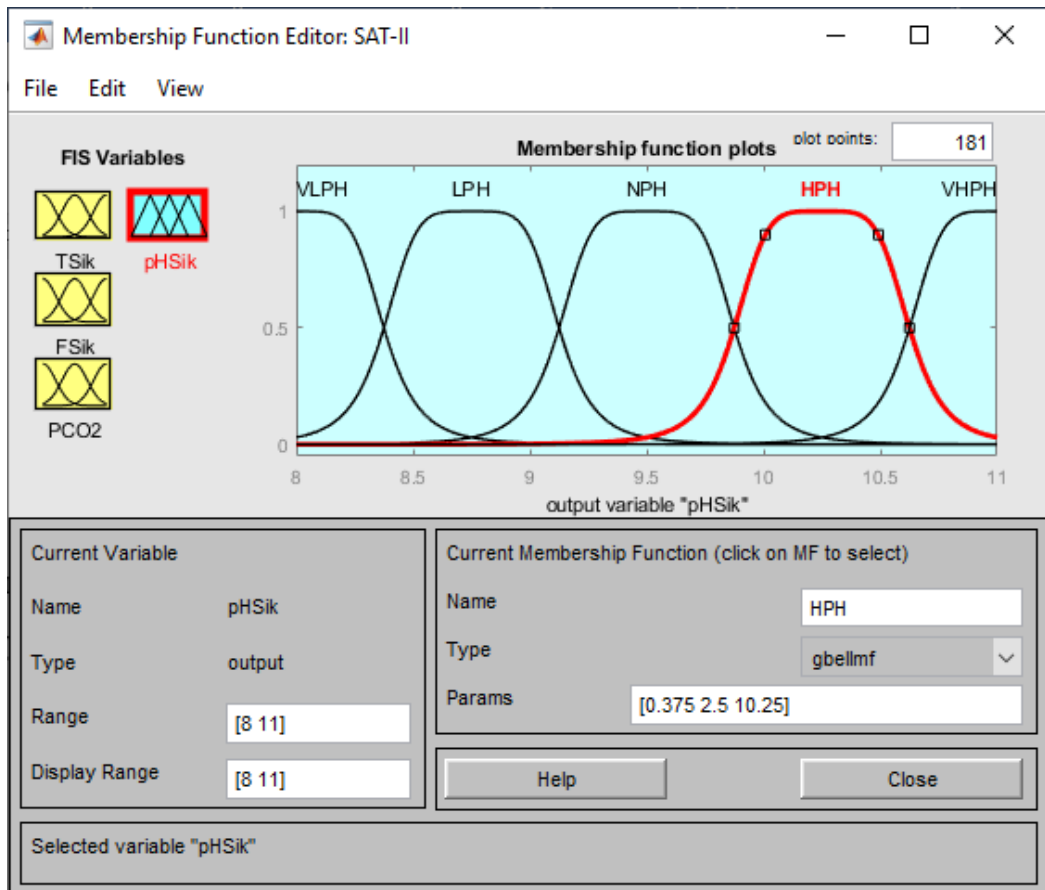 Membership Function Editor: SAT-II
File Edit View
FIS Variables
TSik
pHSik
FSik
PCO2
Membership function plots
plot points:
181
VLPH LPH NPH HPH VHPH
1
0.5
0
8 8.5 9 9.5 10 10.5 11
output variable "pHSik"
Current Variable
Name pHSik
Type output
Range [8 11]
Display Range [8 11]
Current Membership Function (click on MF to select)
Name HPH
Type gbellmf
Params [0.375 2.5 10.25]
Help Close
Selected variable "pHSik"